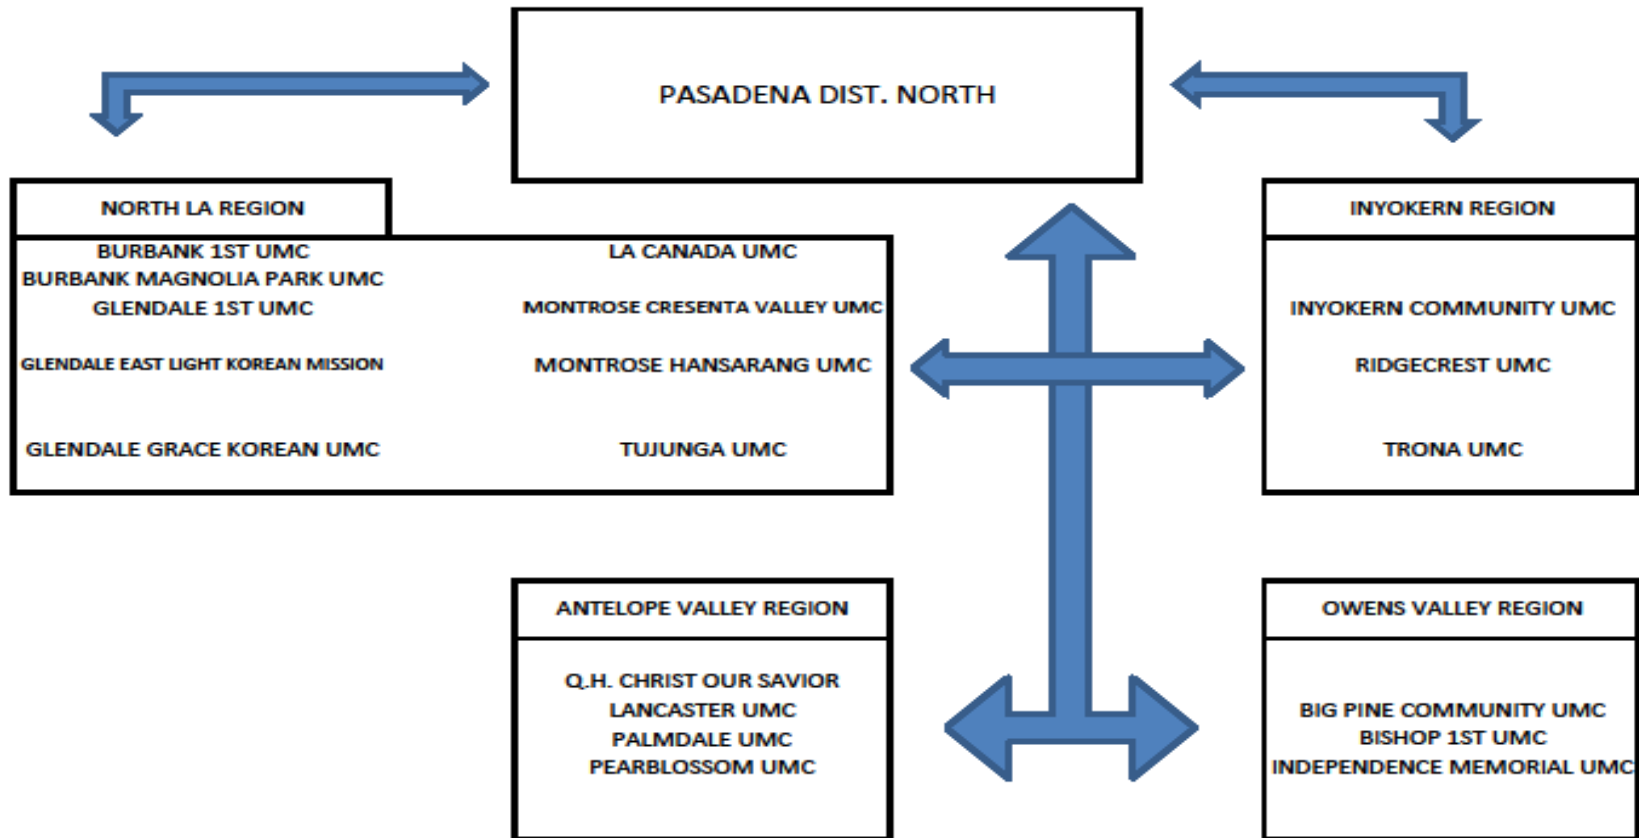 PASADENA DIST. NORTH
NORTH LA REGION
BURBANK 1ST UMC
BURBANK MAGNOLIA PARK UMC
GLENDALE 1ST UMC
GLENDALE EAST LIGHT KOREAN MISSION
GLENDALE GRACE KOREAN UMC
LA CANADA UMC
MONTROSE CRESENTA VALLEY UMC
MONTROSE HANSARANG UMC
TUJUNGA UMC
INYOKERN REGION
INYOKERN COMMUNITY UMC
RIDGECREST UMC
TRONA UMC
ANTELOPE VALLEY REGION
Q.H. CHRIST OUR SAVIOR
LANCASTER UMC
PALMDALE UMC
PEARBLOSSOM UMC
OWENS VALLEY REGION
BIG PINE COMMUNITY UMC
BISHOP 1ST UMC
INDEPENDENCE MEMORIAL UMC